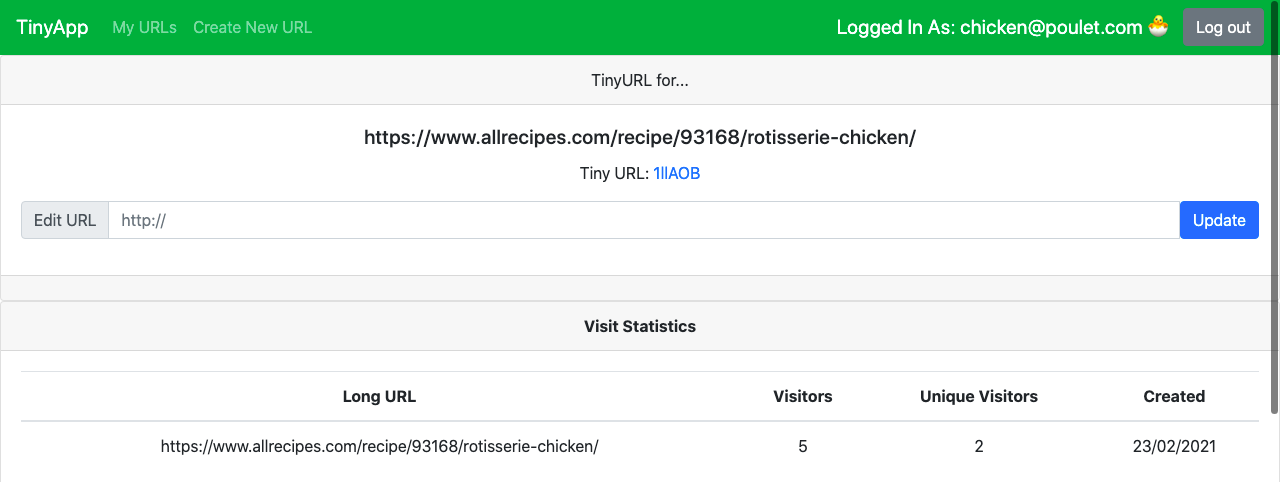 TinyApp My URLs Create New URL Logged In As: chicken@poulet.com 🐣 Log out
TinyURL for...
https://www.allrecipes.com/recipe/93168/rotisserie-chicken/
Tiny URL: 1llAOB
Edit URL http:// Update
Visit Statistics
Long URL Visitors Unique Visitors Created
https://www.allrecipes.com/recipe/93168/rotisserie-chicken/ 5 2 23/02/2021